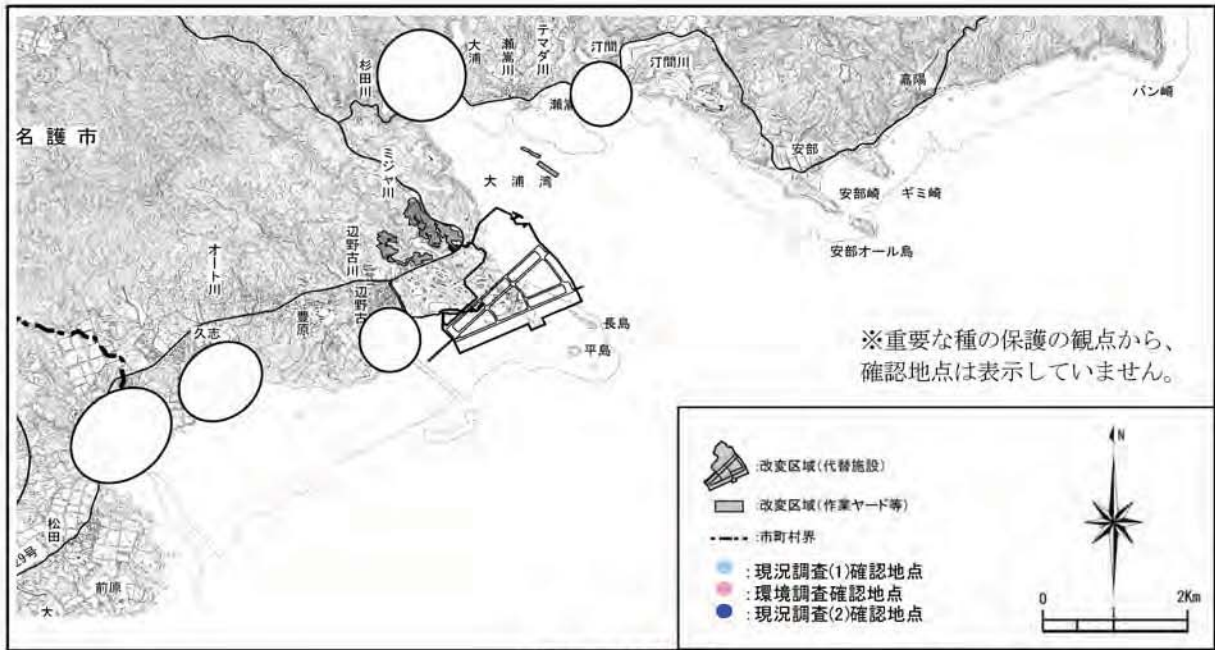 名護市
杉田川
大浦
瀬嵩川
テマダ川
汀間
汀間川
瀬嵩
嘉陽
バン崎
安部
安部崎
ギミ崎
安部オール島
大浦湾
ミジャ川
辺野古川
辺野古
オート川
久志
豊原
長島
平島
松田
前原
大
※重要な種の保護の観点から、
確認地点は表示していません。
:改変区域(代替施設)
:改変区域(作業ヤード等)
:市町村界
:現況調査(1)確認地点
:環境調査確認地点
:現況調査(2)確認地点
N
0 2Km